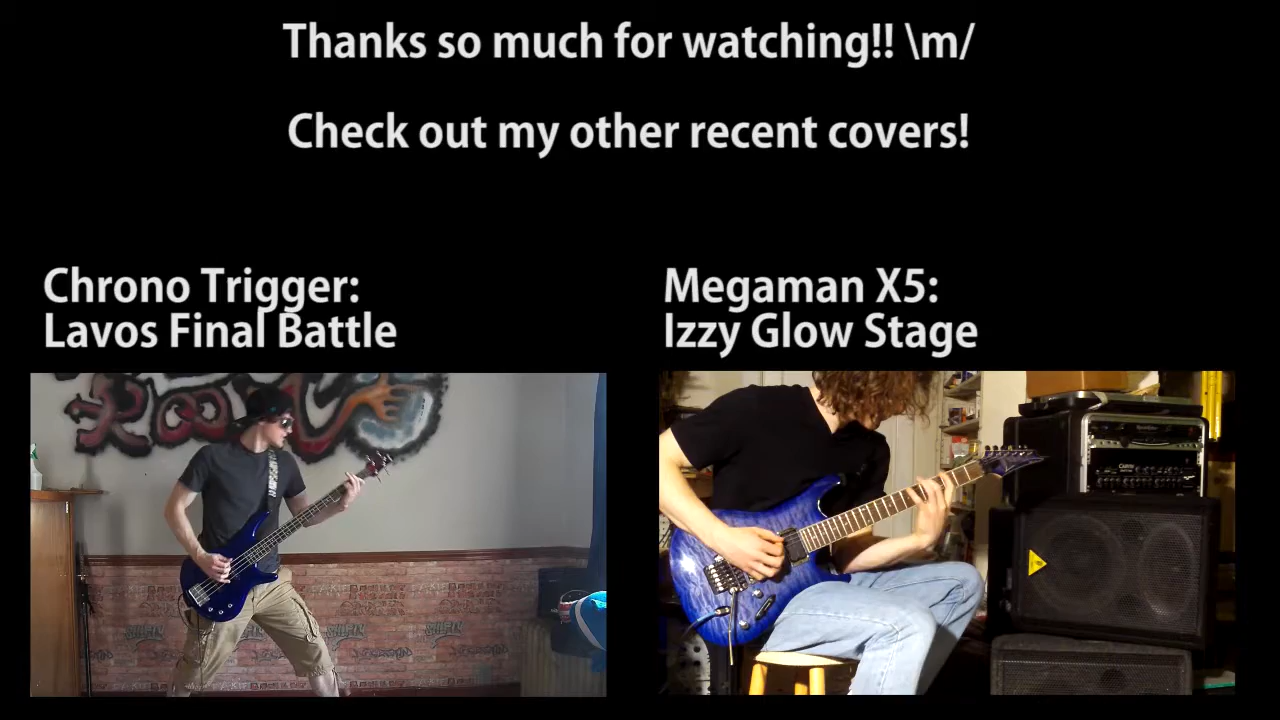 Thanks so much for watching!! \m/
Check out my other recent covers!
Chrono Trigger:
Lavos Final Battle
Megaman X5:
Izzy Glow Stage